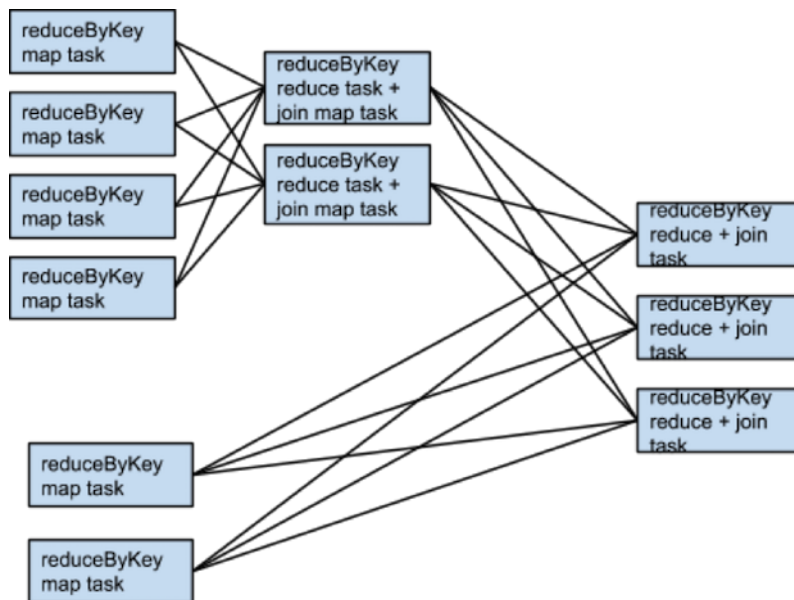 reduceByKey
map task
reduceByKey
map task
reduceByKey
map task
reduceByKey
map task
reduceByKey
reduce task +
join map task
reduceByKey
reduce task +
join map task
reduceByKey
reduce + join
task
reduceByKey
reduce + join
task
reduceByKey
reduce + join
task
reduceByKey
map task
reduceByKey
map task